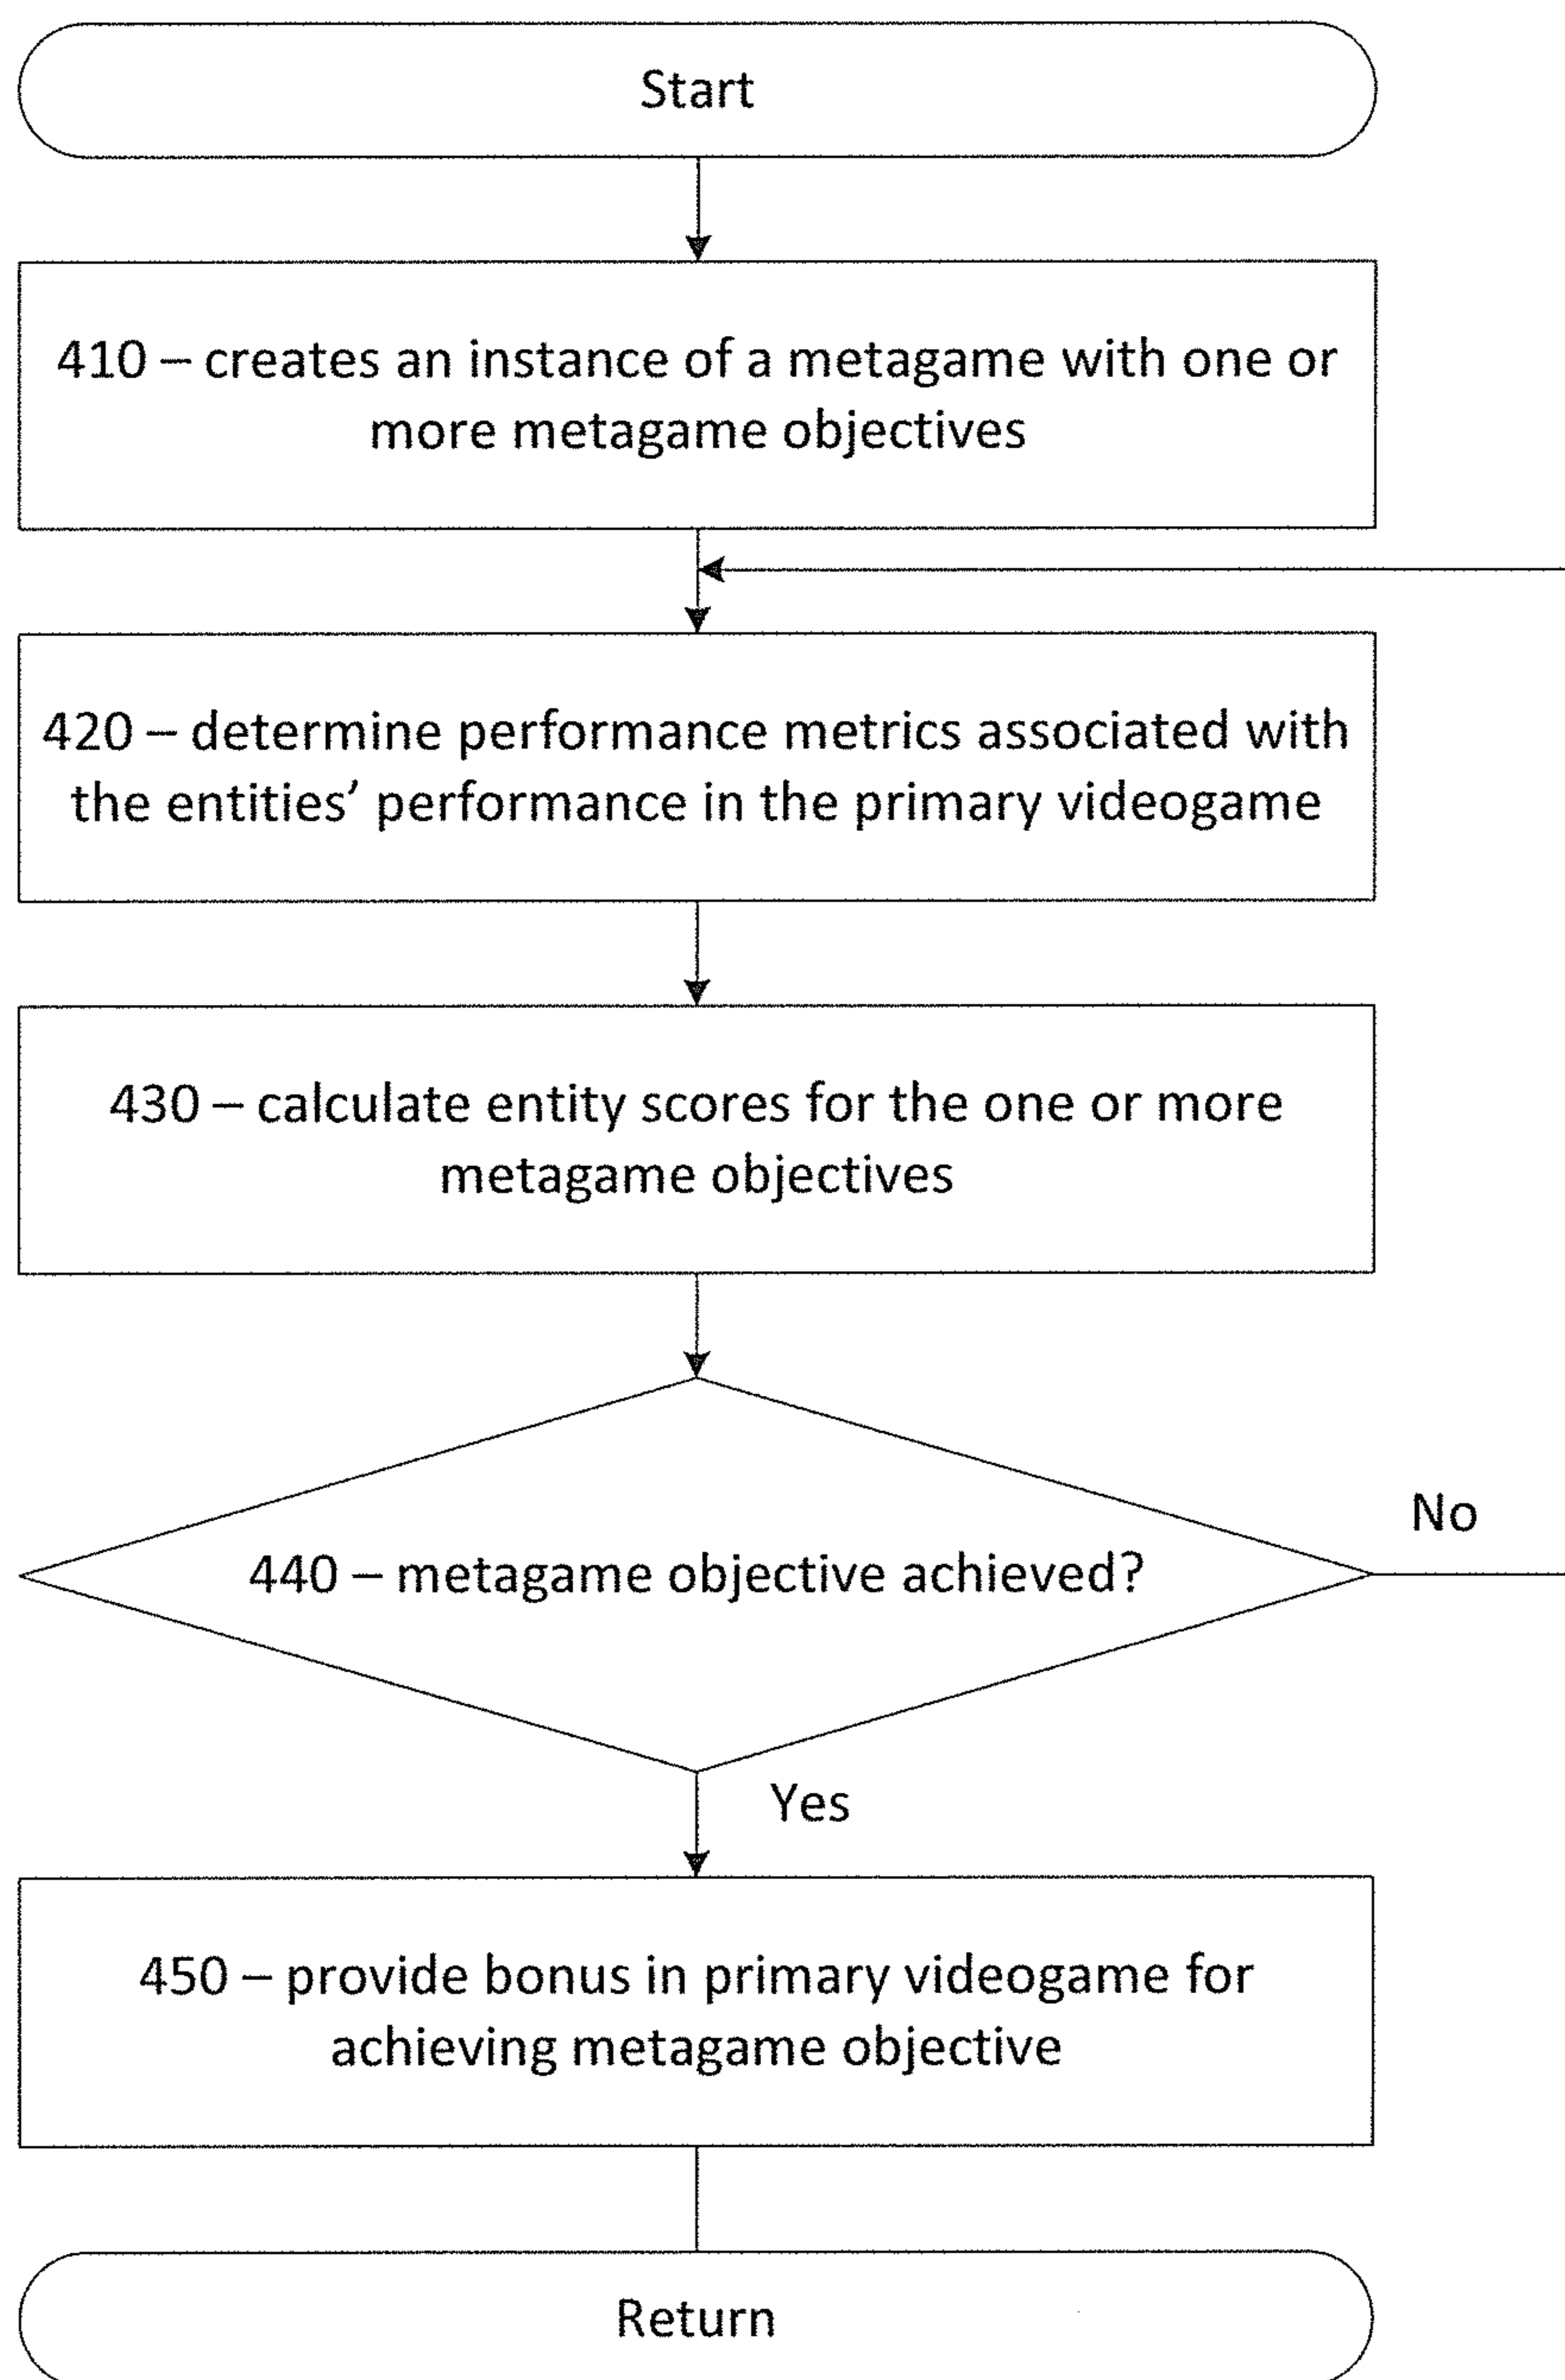 Start
410 – creates an instance of a metagame with one or
more metagame objectives
420 – determine performance metrics associated with
the entities’ performance in the primary videogame
430 – calculate entity scores for the one or more
metagame objectives
440 – metagame objective achieved?
No
Yes
450 – provide bonus in primary videogame for
achieving metagame objective
Return